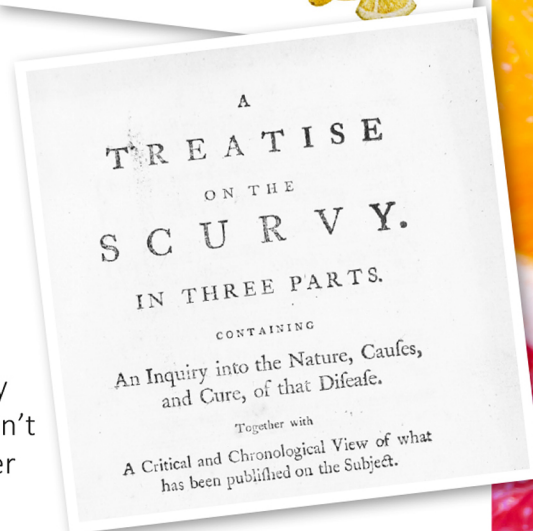 A
TREATISE
ON THE
SCURVY.
IN THREE PARTS.
CONTAINING
An Inquiry into the Nature, Cauſes,
and Cure, of that Diſeaſe.
Together with
A Critical and Chronological View of what
has been publiſhed on the Subject.
n’t